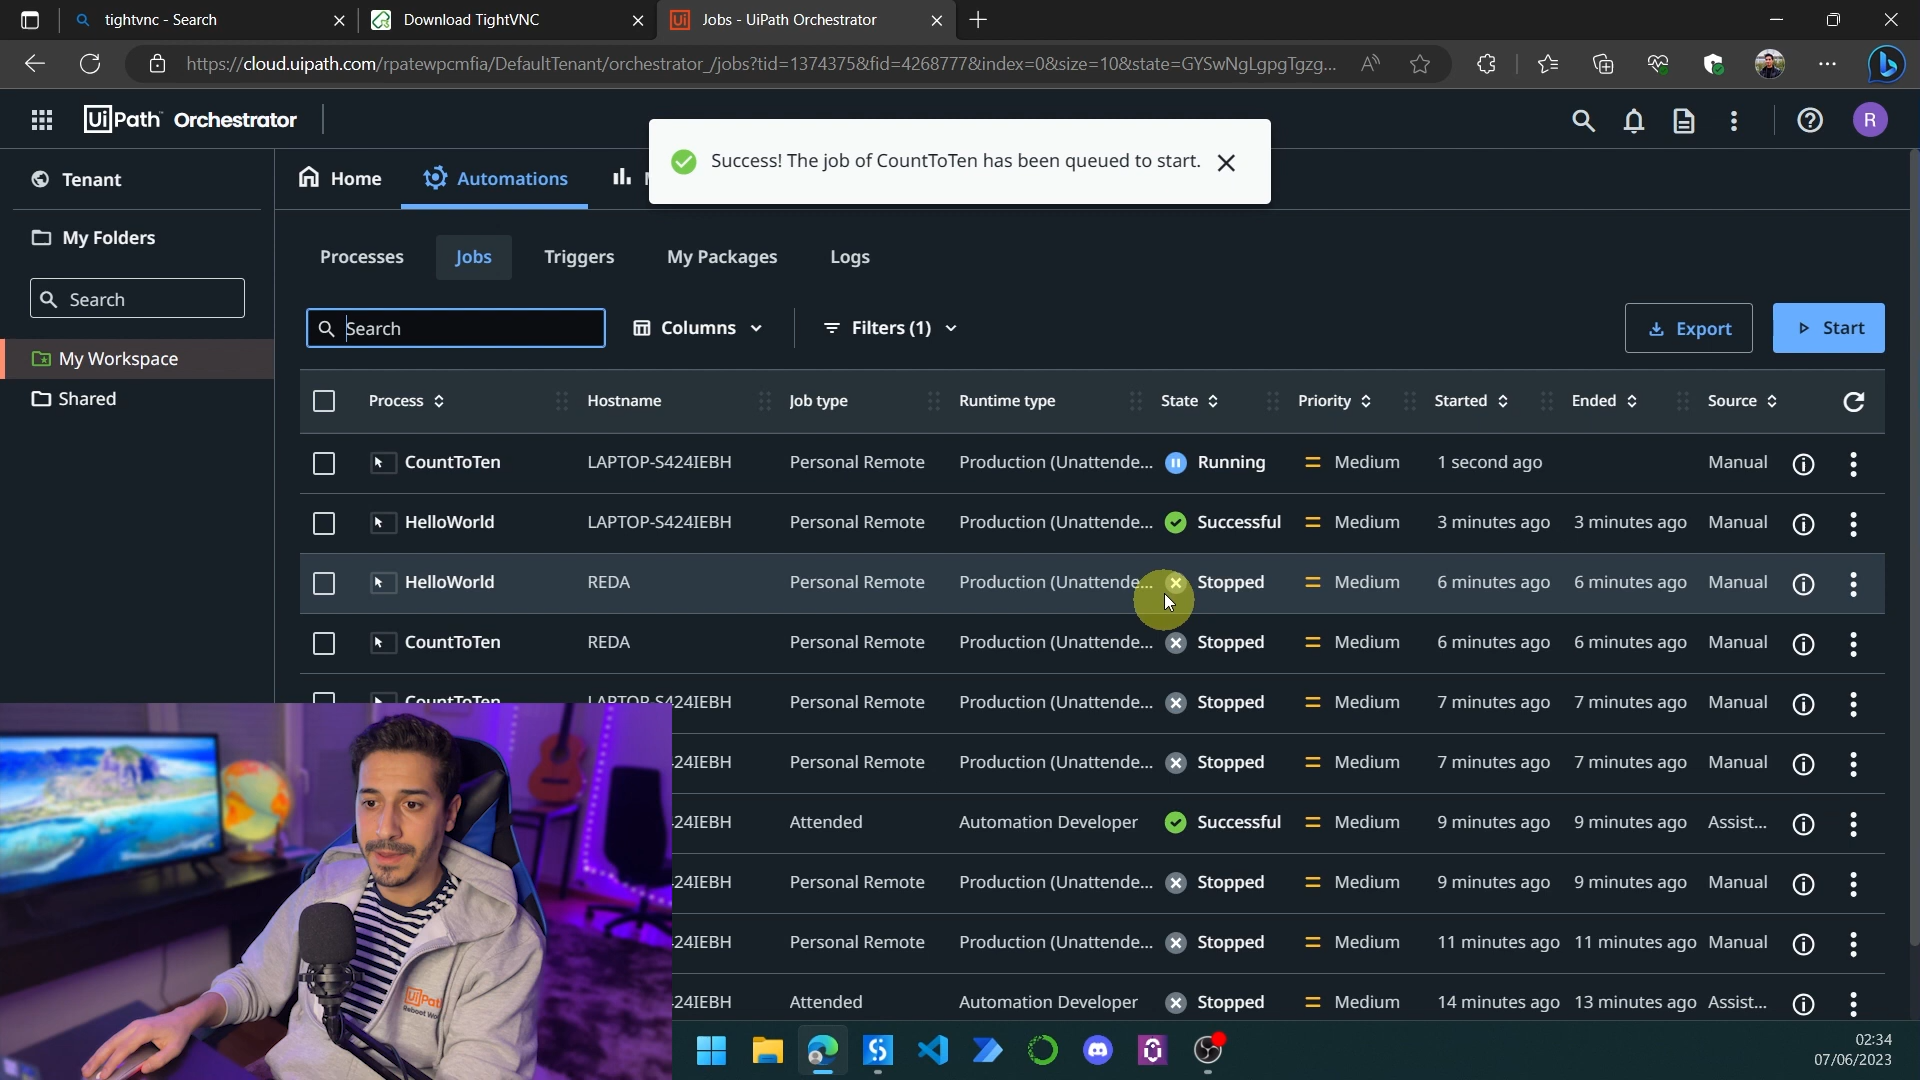 tightvnc - Search
Download TightVNC
Jobs - UiPath Orchestrator
https://cloud.uipath.com/rpatewpcmfia/DefaultTenant/orchestrator_/jobs?tid=1374375&fid=4268777&index=0&size=10&state=GYSwNgLgpgTgzg...
UiPath Orchestrator
R
Success! The job of CountToTen has been queued to start.
Tenant
Home
Automations
My Folders
Processes
Jobs
Triggers
My Packages
Logs
Search
Search
Columns
Filters (1)
Export
Start
My Workspace
Shared
Process Hostname Job type Runtime type State Priority Started Ended Source
CountToTen LAPTOP-S424IEBH Personal Remote Production (Unattende... Running Medium 1 second ago Manual
HelloWorld LAPTOP-S424IEBH Personal Remote Production (Unattende... Successful Medium 3 minutes ago 3 minutes ago Manual
HelloWorld REDA Personal Remote Production (Unattende... Stopped Medium 6 minutes ago 6 minutes ago Manual
CountToTen REDA Personal Remote Production (Unattende... Stopped Medium 6 minutes ago 6 minutes ago Manual
CountToTen LAPTOP-S424IEBH Personal Remote Production (Unattende... Stopped Medium 7 minutes ago 7 minutes ago Manual
24IEBH Personal Remote Production (Unattende... Stopped Medium 7 minutes ago 7 minutes ago Manual
24IEBH Attended Automation Developer Successful Medium 9 minutes ago 9 minutes ago Assist...
24IEBH Personal Remote Production (Unattende... Stopped Medium 9 minutes ago 9 minutes ago Manual
24IEBH Personal Remote Production (Unattende... Stopped Medium 11 minutes ago 11 minutes ago Manual
24IEBH Attended Automation Developer Stopped Medium 14 minutes ago 13 minutes ago Assist...
UiPat
Reboot Wo
02:34
07/06/2023